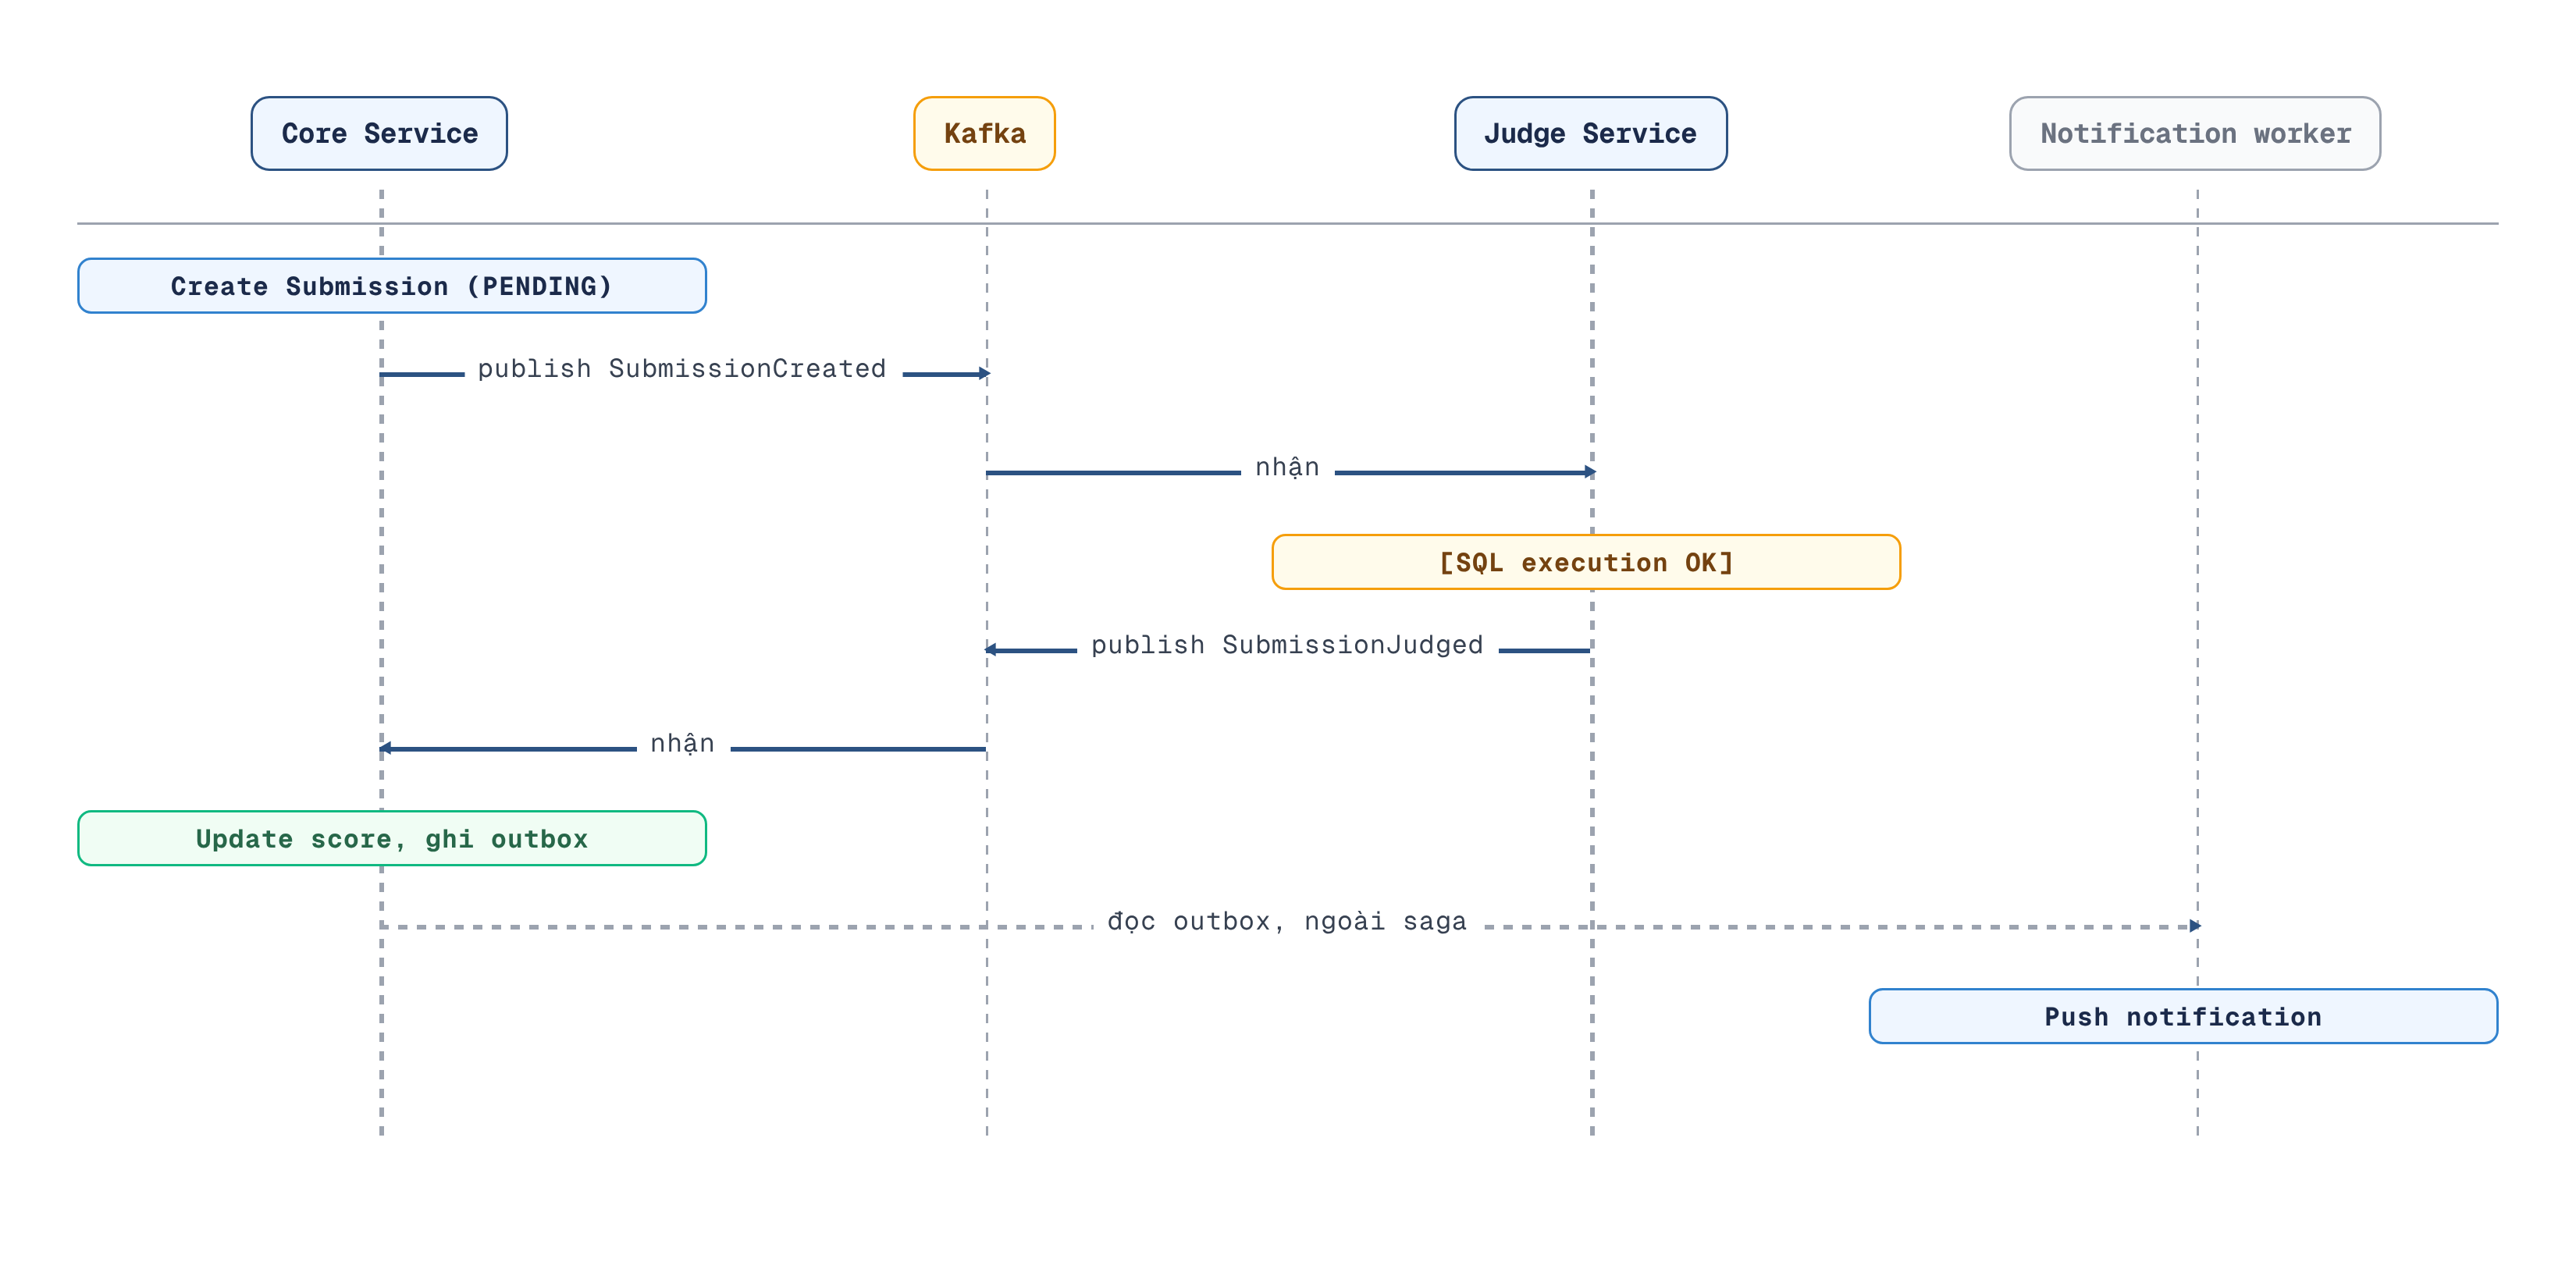 Core Service
Kafka
Judge Service
Notification worker
Create Submission (PENDING)
publish SubmissionCreated
nhận
[SQL execution OK]
publish SubmissionJudged
nhận
Update score, ghi outbox
đọc outbox, ngoài saga
Push notification